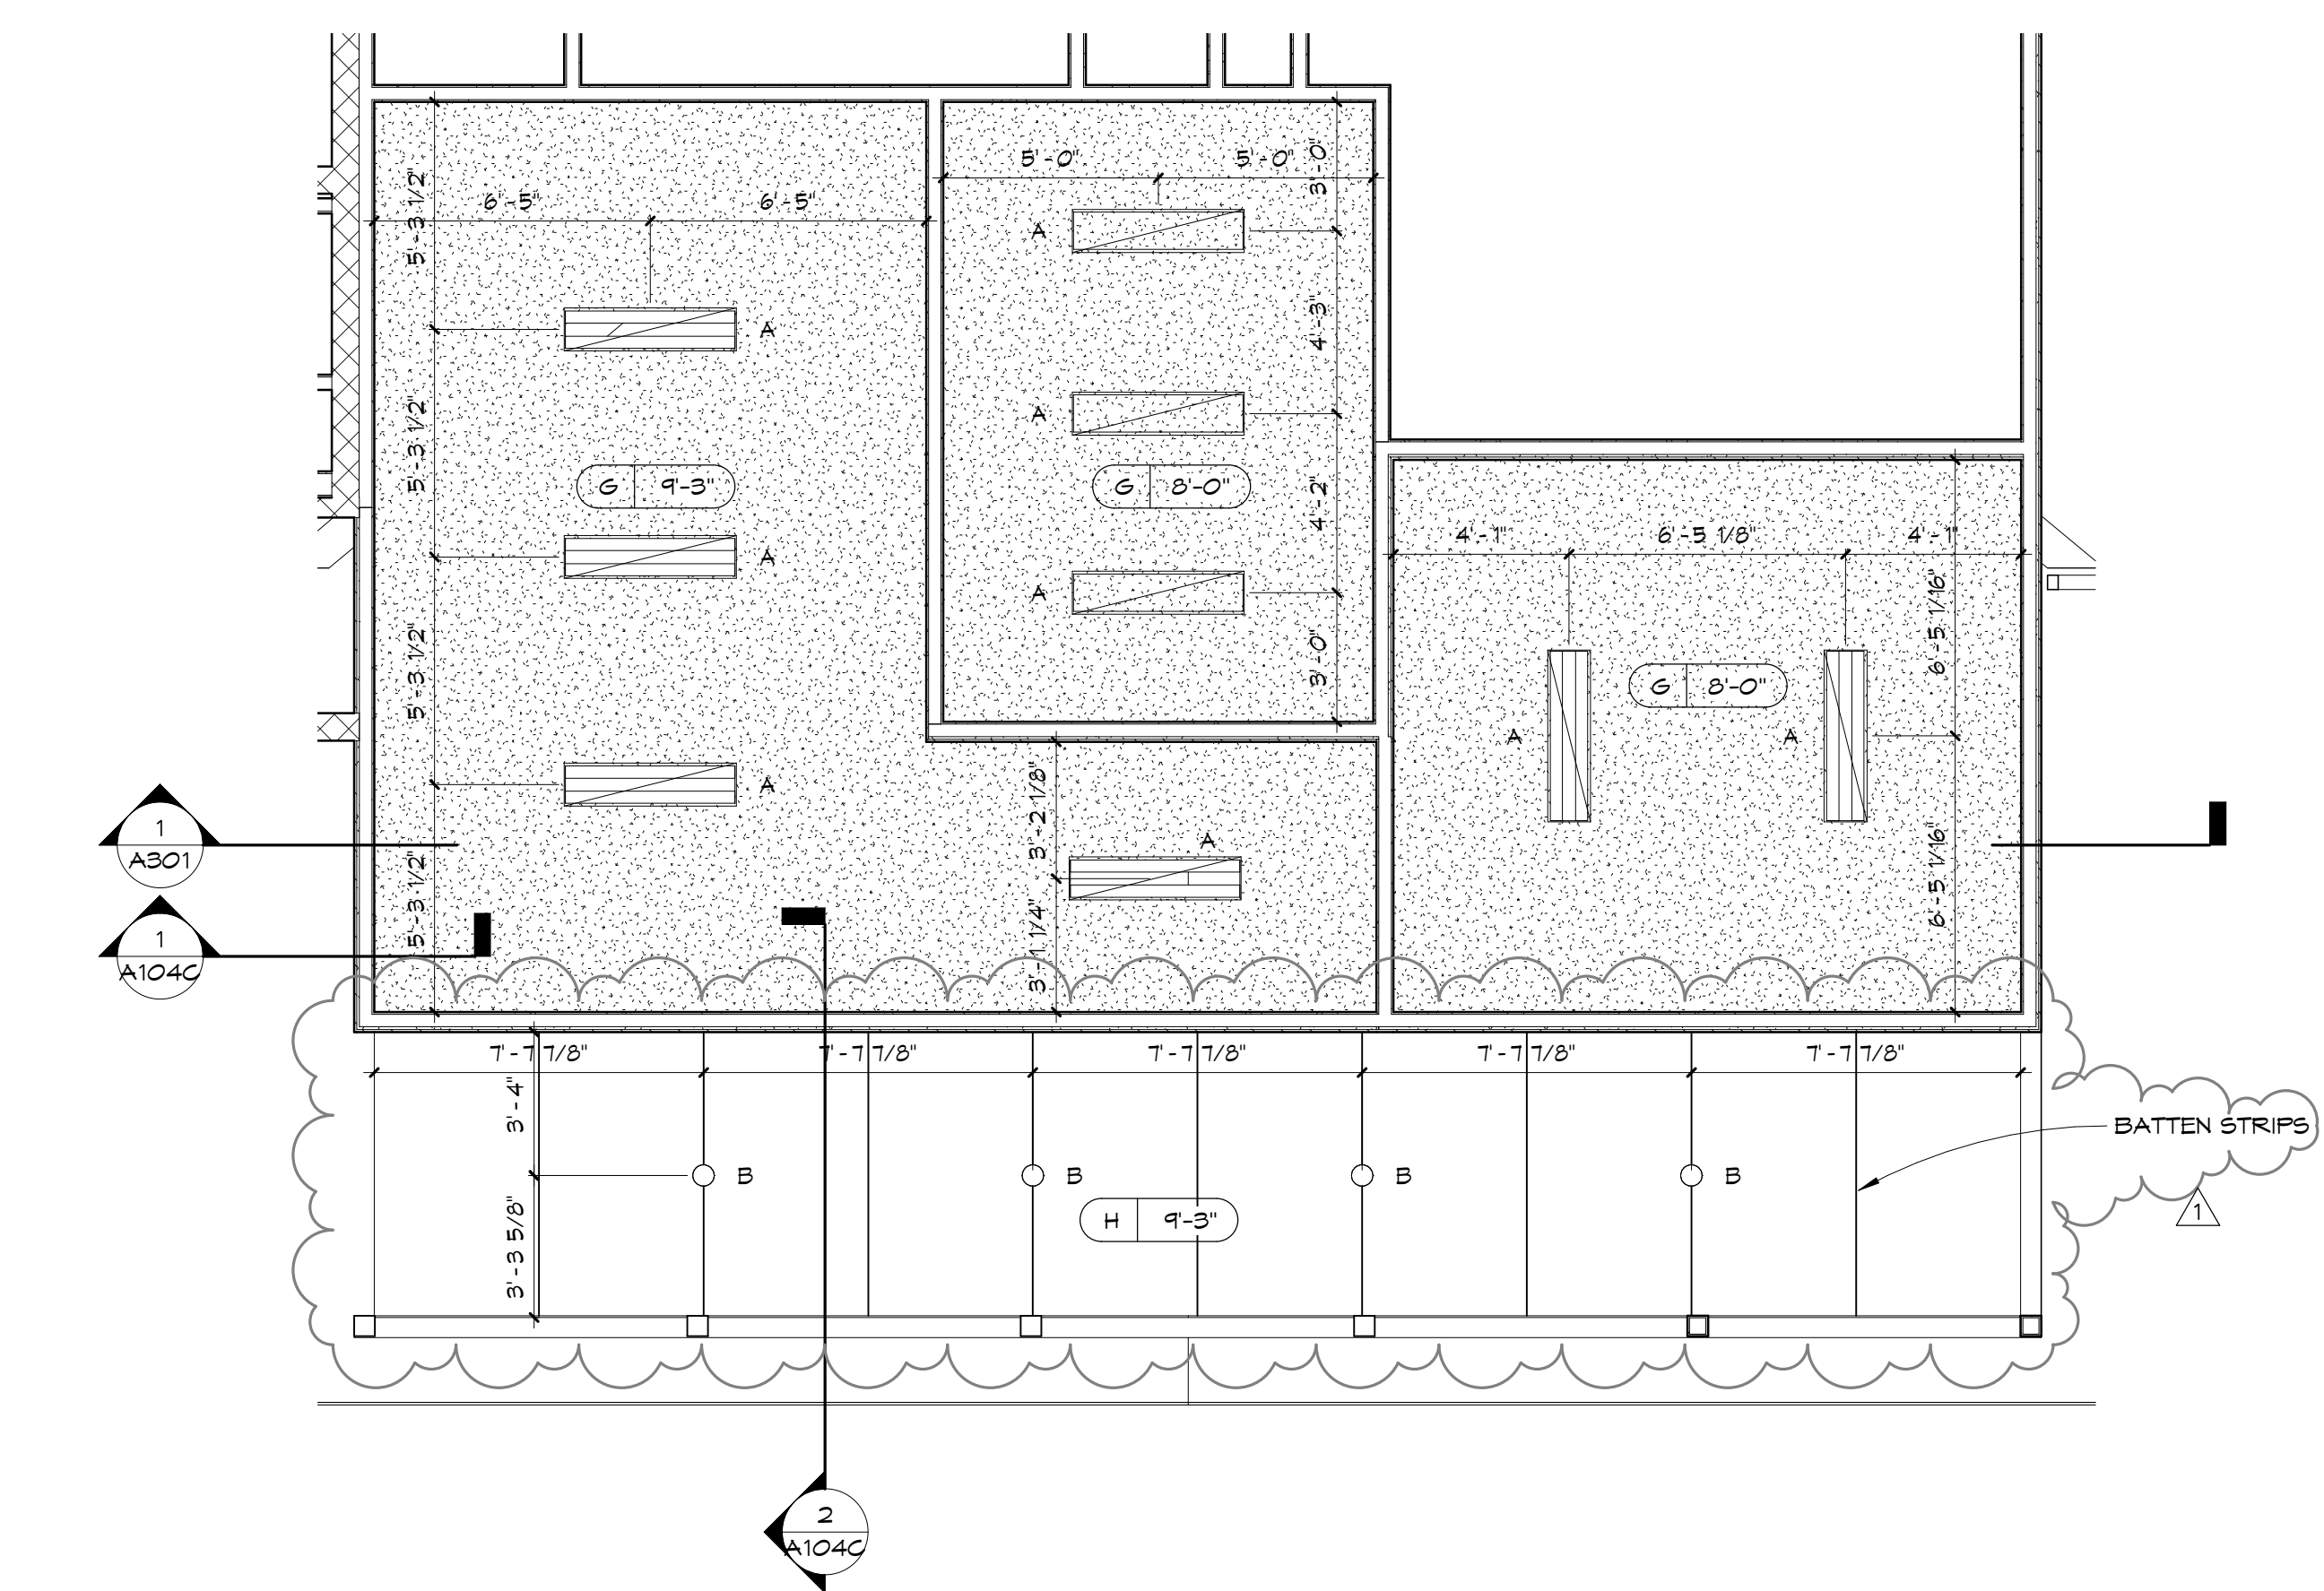 5'-0"
5'-0"
3'-0"
5'-3 1/2"
6'-5"
6'-5"
A
A
4'-3"
5'-3 1/2"
A
G 9'-3"
G 8'-0"
4'-2"
4'-1"
6'-5 1/8"
4'-1"
A
A
6'-5 1/16"
3'-0"
5'-3 1/2"
G 8'-0"
A
A
A
3'-2 1/8"
1
A301
A
5'-3 1/2"
6'-5 1/16"
3'-11 1/4"
1
A104C
7'-7 7/8"
7'-7 7/8"
7'-7 7/8"
7'-7 7/8"
7'-7 7/8"
3'-4"
BATTEN STRIPS
B
B
B
B
3'-3 5/8"
H 9'-3"
1
2
A104C